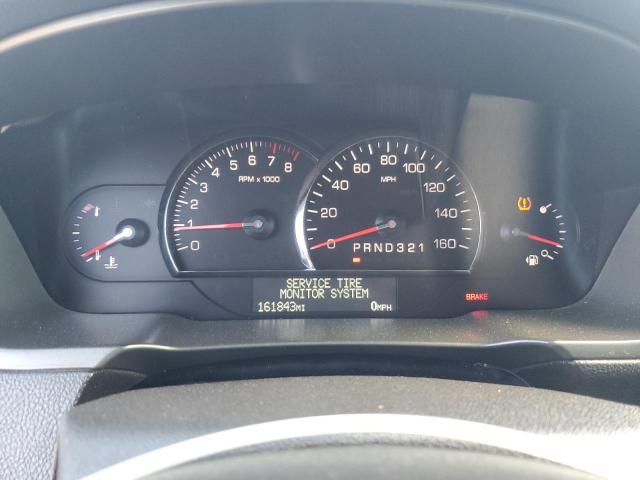 0 1 2 3 4 5 6 7 8
RPM x 1000
0 20 40 60 80 100 120 140 160
MPH
PRND321
SERVICE TIRE
MONITOR SYSTEM
161843MI 0MPH
BRAKE